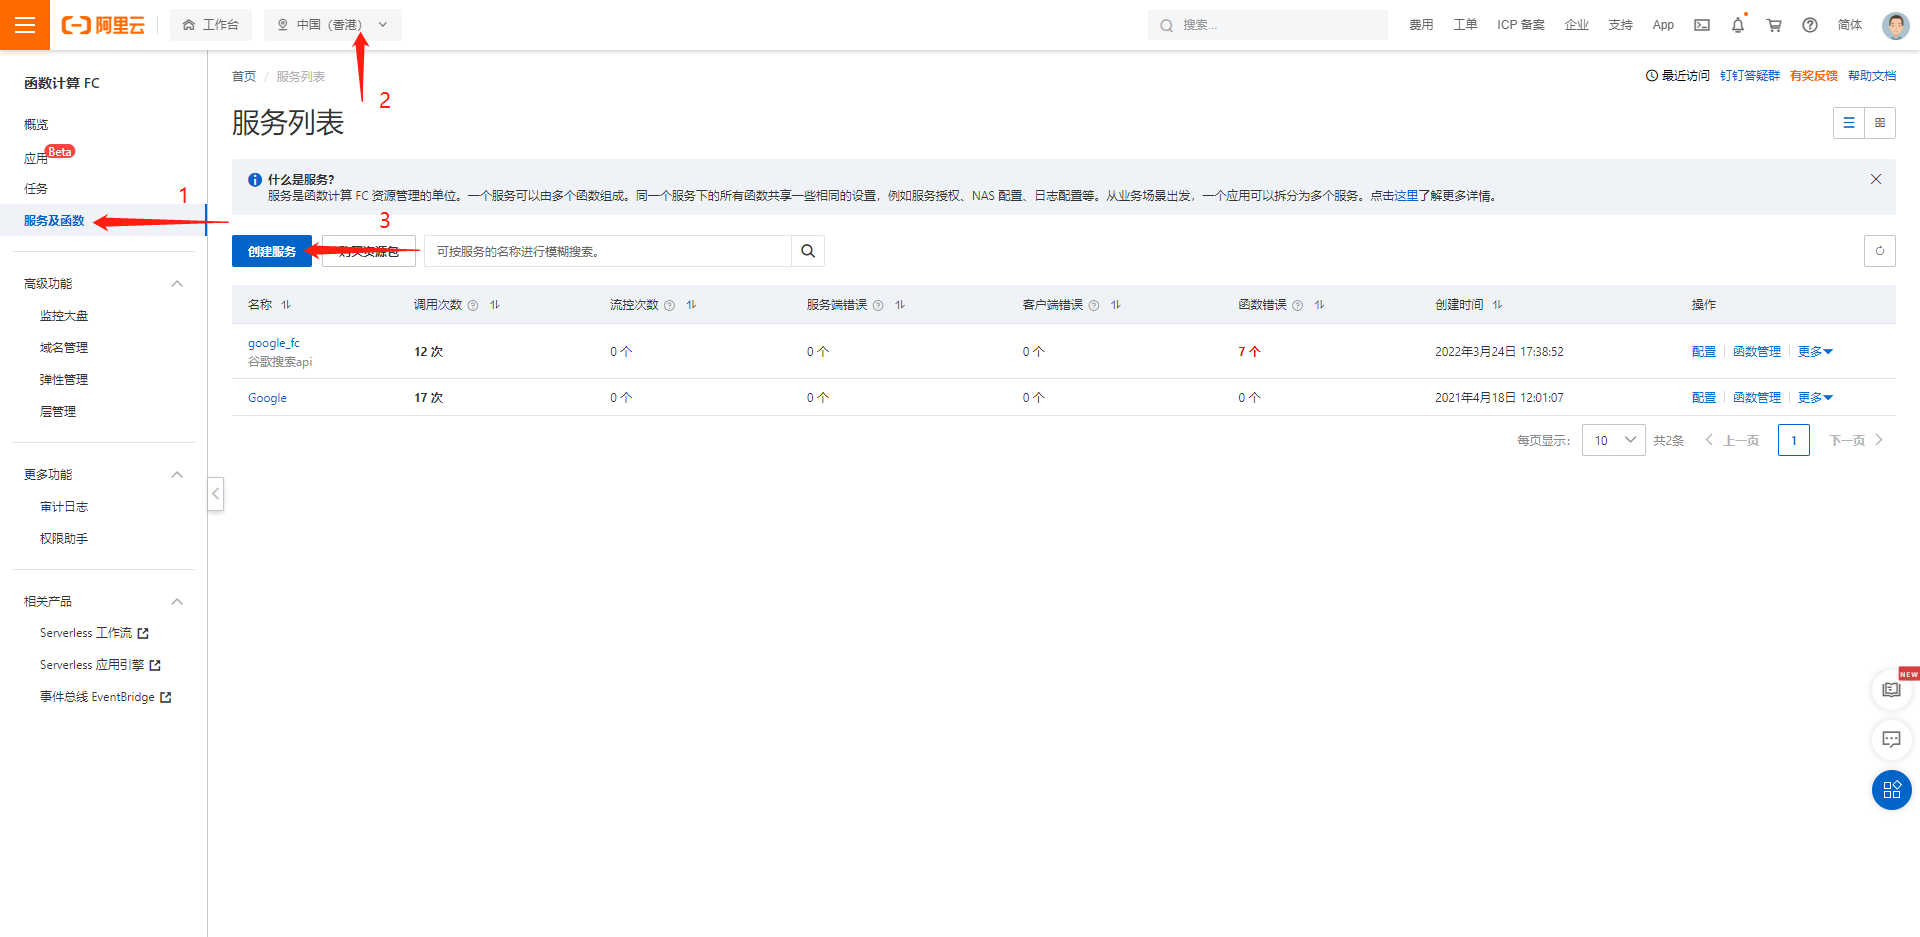 阿里云
工作台
中国（香港）
搜索...
费用
工单
ICP 备案
企业
支持
App
简体
2
函数计算 FC
概览
应用 Beta
任务
1
服务及函数
高级功能
监控大盘
域名管理
弹性管理
层管理
更多功能
审计日志
权限助手
相关产品
Serverless 工作流
Serverless 应用引擎
事件总线 EventBridge
首页 / 服务列表
最近访问 钉钉答疑群 有奖反馈 帮助文档
服务列表
什么是服务?
服务是函数计算 FC 资源管理的单位。一个服务可以由多个函数组成。同一个服务下的所有函数共享一些相同的设置，例如服务授权、NAS 配置、日志配置等。从业务场景出发，一个应用可以拆分为多个服务。点击这里了解更多详情。
3
创建服务 购买资源包 可按服务的名称进行模糊搜索。
名称 调用次数 流控次数 服务端错误 客户端错误 函数错误 创建时间 操作
google_fc 12 次 0 个 0 个 0 个 7 个 2022年3月24日 17:38:52 配置 函数管理 更多
谷歌搜索api
Google 17 次 0 个 0 个 0 个 0 个 2021年4月18日 12:01:07 配置 函数管理 更多
每页显示: 10 共2条 上一页 1 下一页
NEW